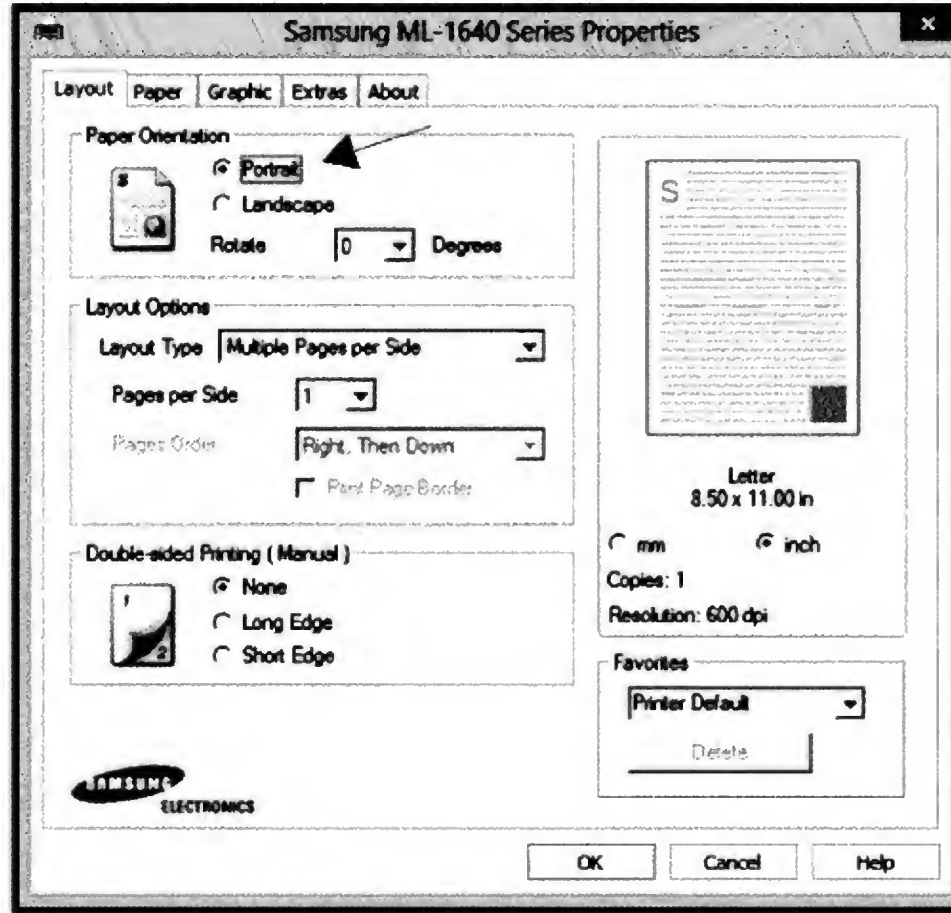 Samsung ML-1640 Series Properties
×
Layout Paper Graphic Extras About
Paper Orientation
S
Portrait
Landscape
Rotate 0 Degrees
Layout Options
Layout Type Multiple Pages per Side
Pages per Side 1
Pages Order Right, Then Down
Print Page Border
Double-sided Printing ( Manual )
1
2
None
Long Edge
Short Edge
SAMSUNG
ELECTRONICS
S
Letter
8.50 x 11.00 in
mm inch
Copies: 1
Resolution: 600 dpi
Favorites
Printer Default
Delete
OK Cancel Help